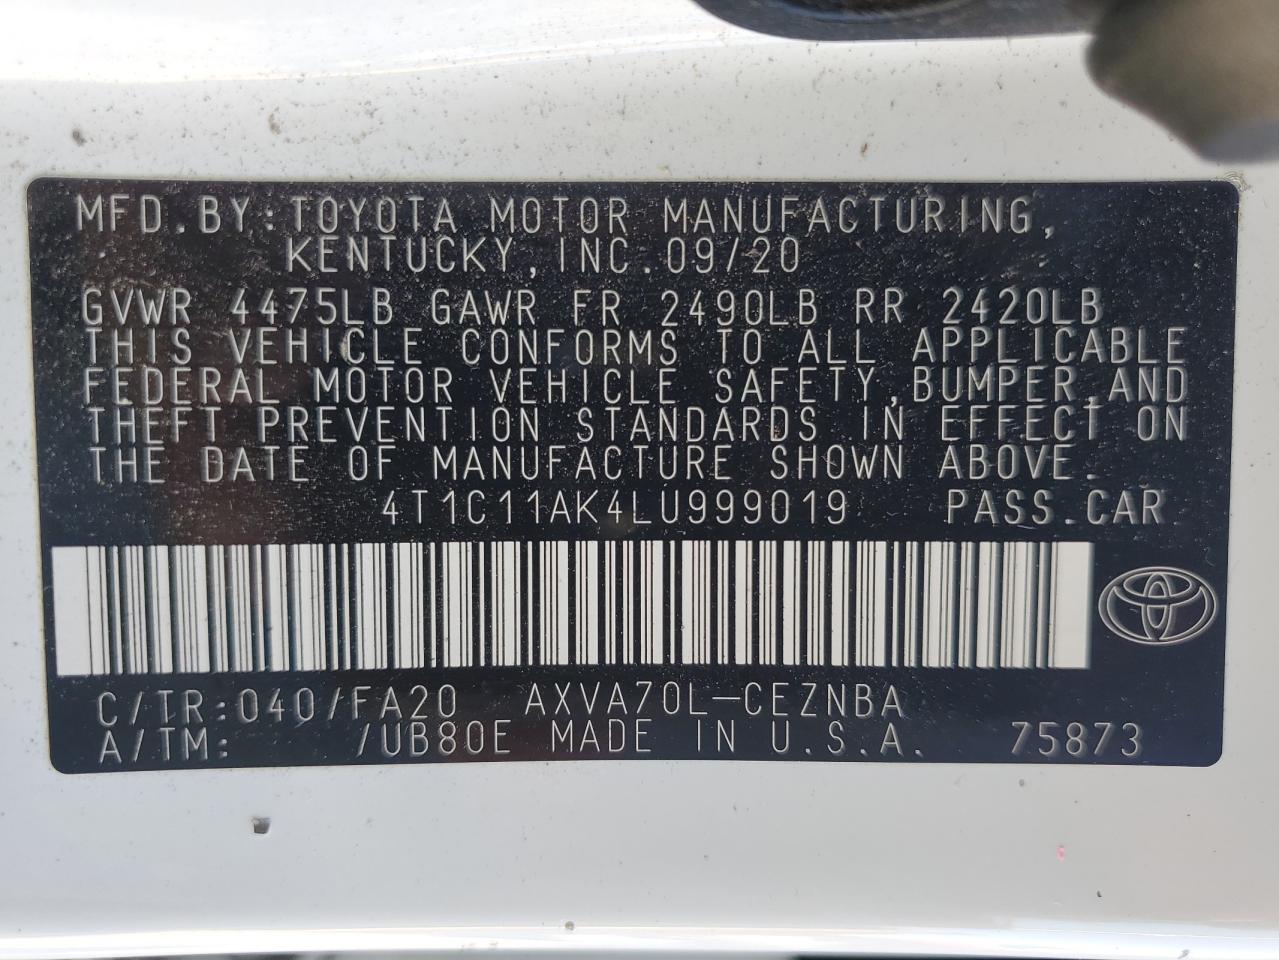 MFD.BY:TOYOTA MOTOR MANUFACTURING,
KENTUCKY,INC.09/20
GVWR 4475LB GAWR FR 2490LB RR 2420LB
THIS VEHICLE CONFORMS TO ALL APPLICABLE
FEDERAL MOTOR VEHICLE SAFETY,BUMPER,AND
THEFT PREVENTION STANDARDS IN EFFECT ON
THE DATE OF MANUFACTURE SHOWN ABOVE.
4T1C11AK4LU999019 PASS.CAR
C/TR:040/FA20 AXVA70L-CEZNBA
A/TM: /UB80E MADE IN U.S.A. 75873